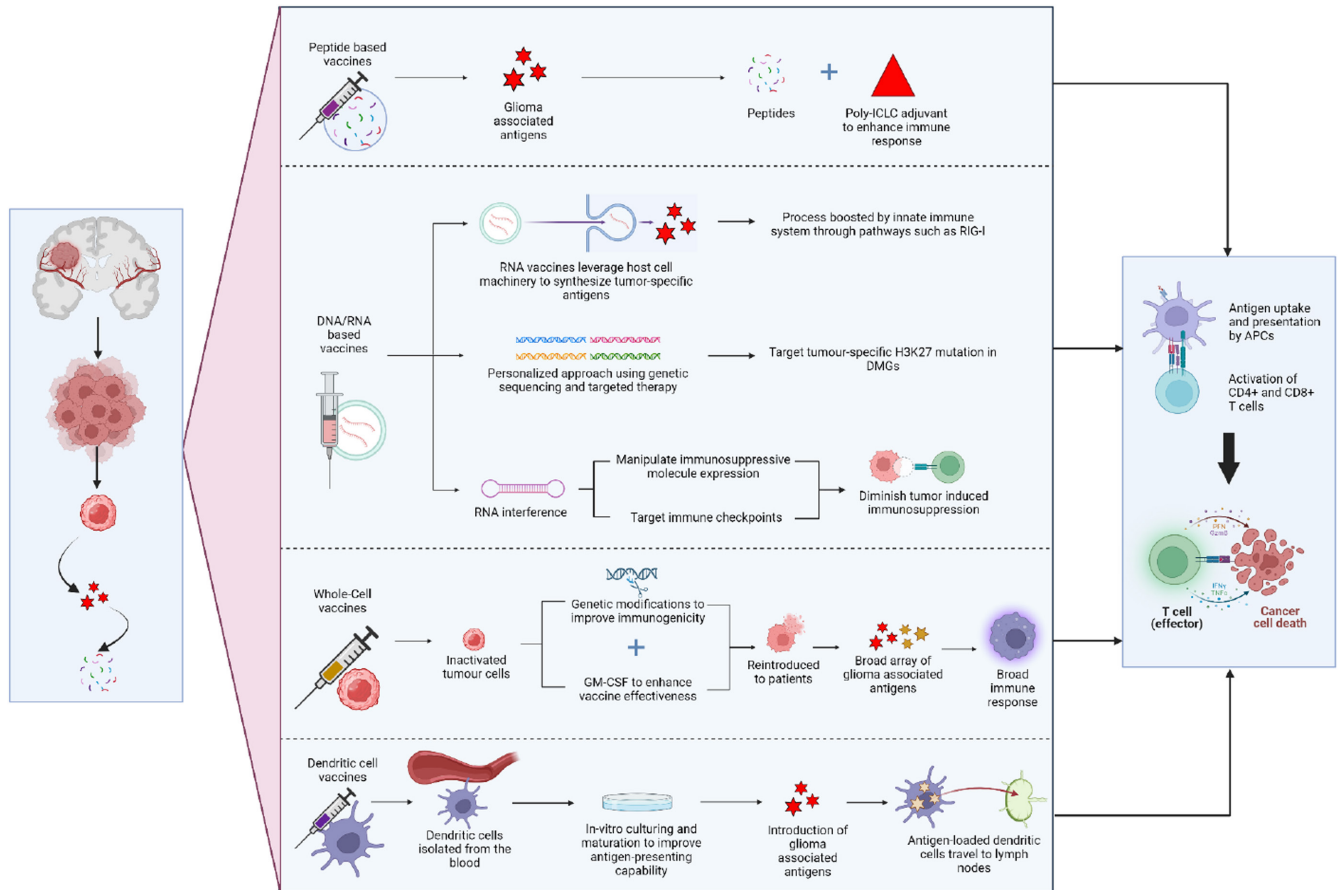 Peptide based
vaccines
Glioma
associated
antigens
Peptides
+
Poly-ICLC adjuvant
to enhance immune
response
DNA/RNA
based
vaccines
RNA vaccines leverage host cell
machinery to synthesize tumor-specific
antigens
Process boosted by innate immune
system through pathways such as RIG-I
Personalized approach using genetic
sequencing and targeted therapy
Target tumour-specific H3K27 mutation in
DMGs
RNA interference
Manipulate immunosuppressive
molecule expression
Target immune checkpoints
Diminish tumor induced
immunosuppression
Whole-Cell
vaccines
Inactivated
tumour cells
Genetic modifications to
improve immunogenicity
+
GM-CSF to enhance
vaccine effectiveness
Reintroduced
to patients
Broad array of
glioma associated
antigens
Broad
immune
response
Dendritic cell
vaccines
Dendritic cells
isolated from the
blood
In-vitro culturing and
maturation to improve
antigen-presenting
capability
Introduction of
glioma
associated
antigens
Antigen-loaded dendritic
cells travel to lymph
nodes
Antigen uptake
and presentation
by APCs
Activation of
CD4+ and CD8+
T cells
PFN
GzmB
IFNγ
TNFα
T cell
(effector)
Cancer
cell death